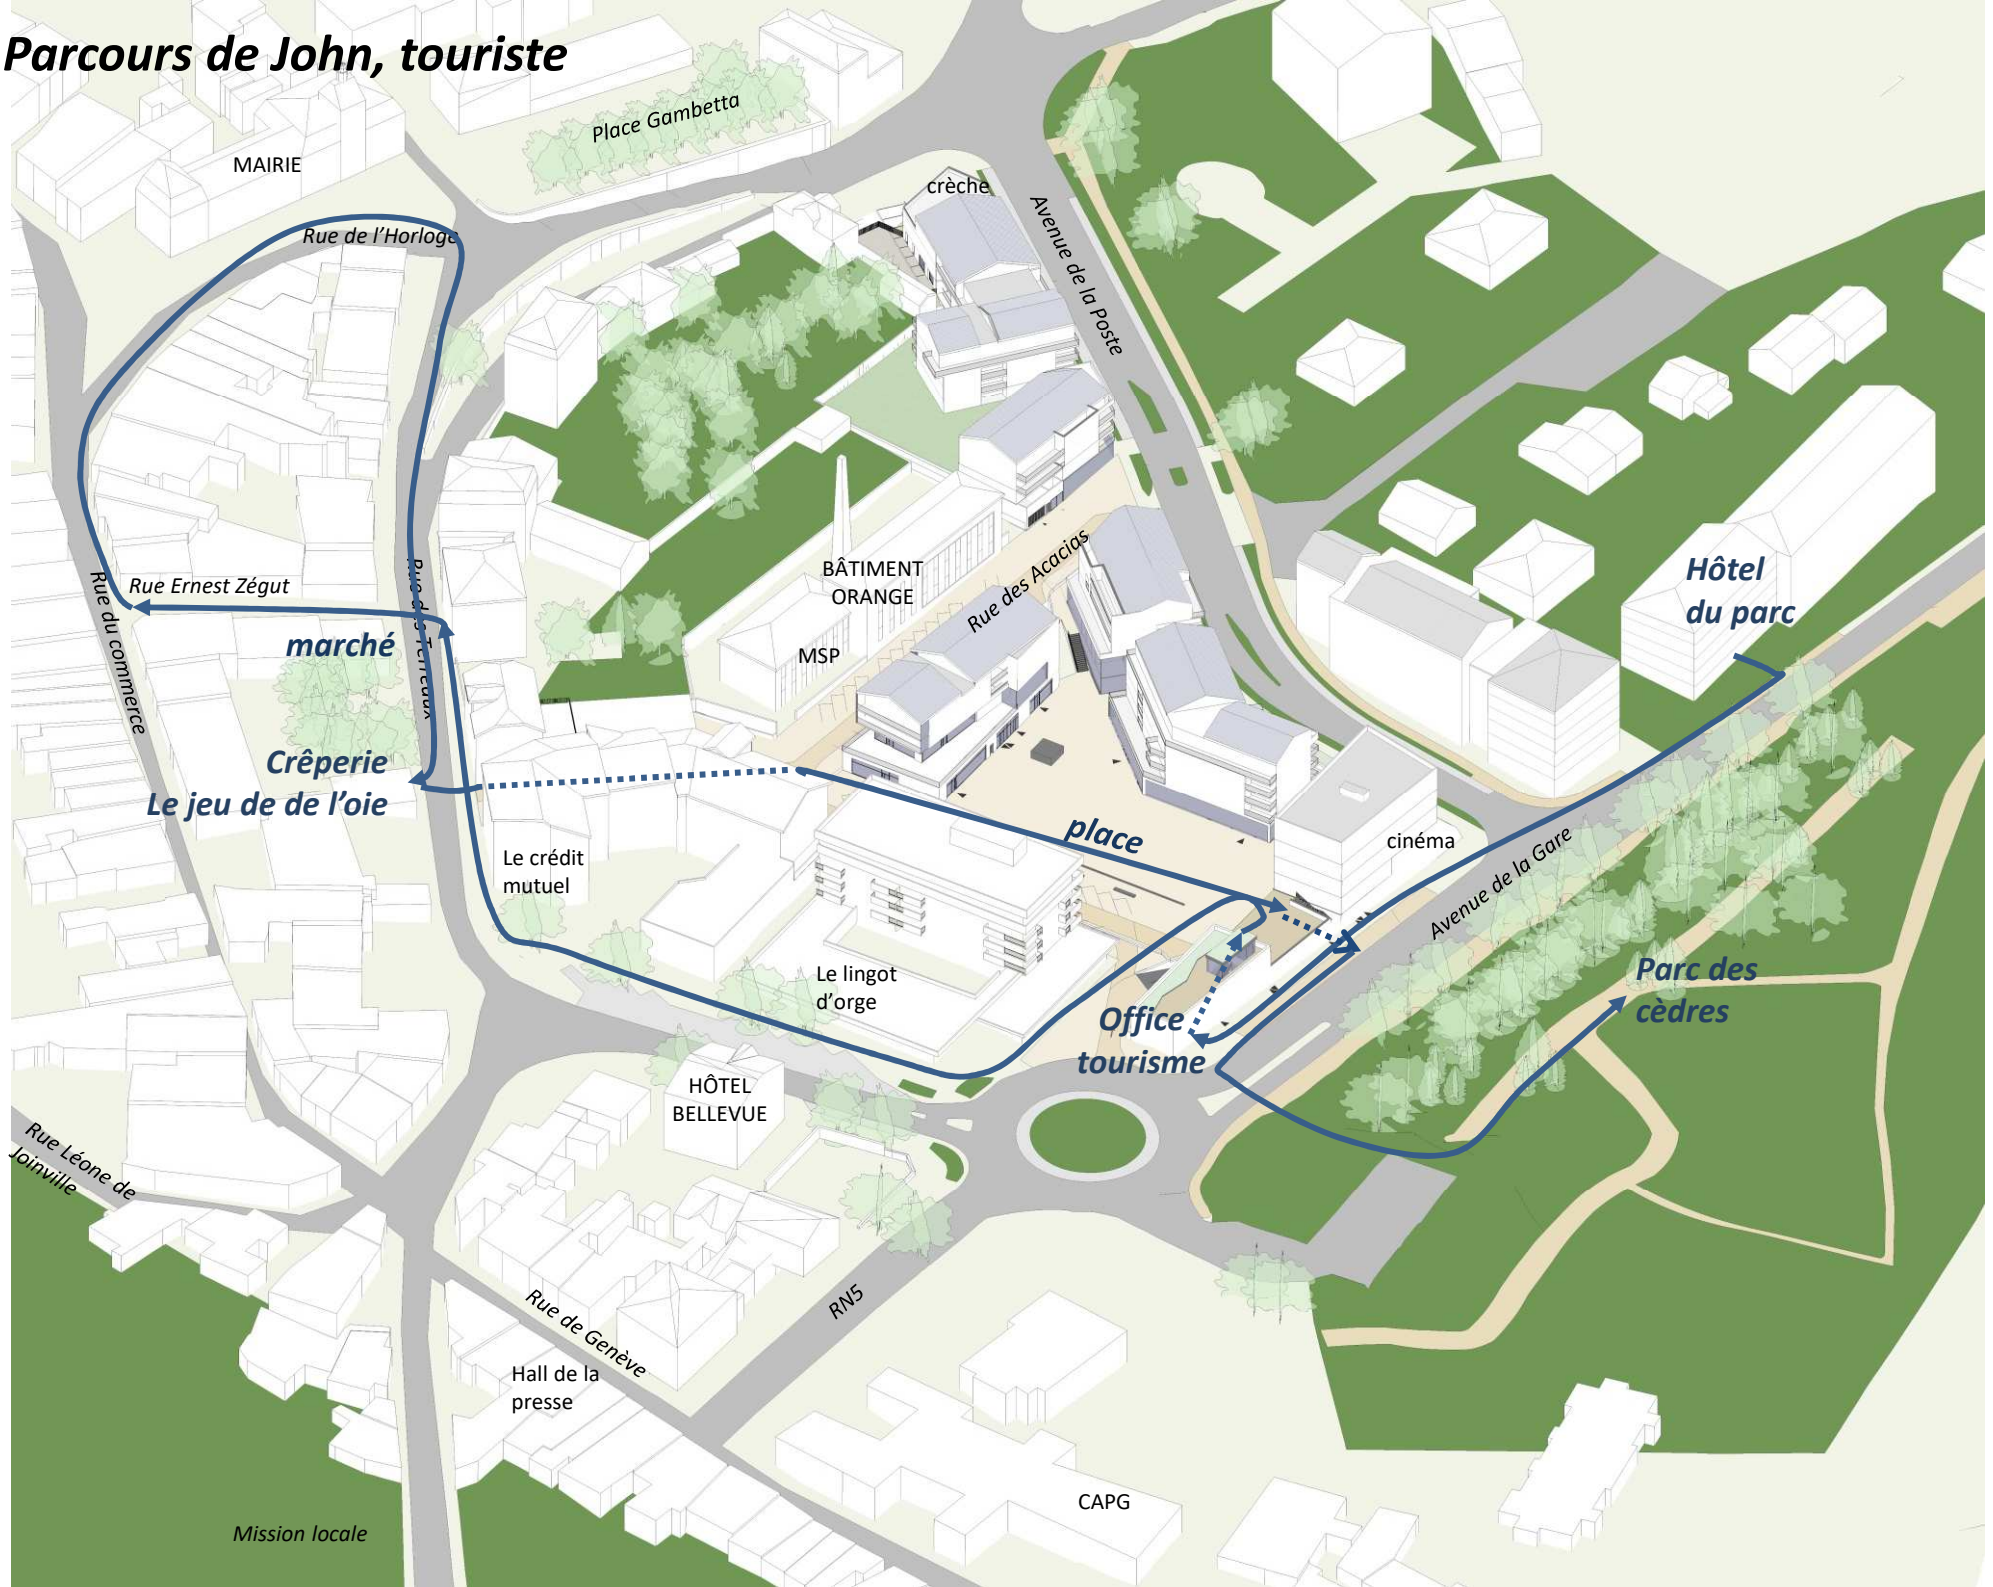 Parcours de John, touriste
Place Gambetta
MAIRIE
crèche
Rue de l'Horloge
Avenue de la Poste
BÂTIMENT
ORANGE
Rue des Acacias
Rue Ernest Zégut
Rue du commerce
Rue des Terreaux
marché
MSP
Hôtel
du parc
Crêperie
Le jeu de de l'oie
place
cinéma
Le crédit
mutuel
Avenue de la Gare
Le lingot
d'orge
Office
tourisme
Parc des
cèdres
HÔTEL
BELLEVUE
Rue Léone de
Joinville
RN5
Rue de Genève
Hall de la
presse
CAPG
Mission locale